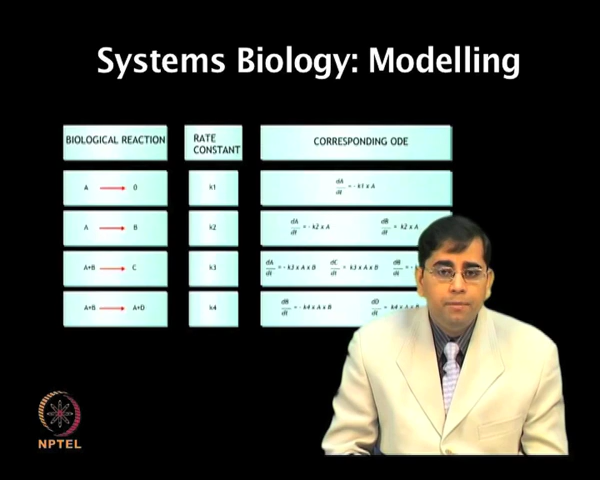 Systems Biology: Modelling
BIOLOGICAL REACTION RATE CONSTANT CORRESPONDING ODE
A → 0 k1 dA/dt = - k1 x A
A → B k2 dA/dt = - k2 x A dB/dt = k2 x A
A+B → C k3 dA/dt = - k3 x A x B dC/dt = k3 x A x B dB/dt = -
A+B → A+D k4 dB/dt = - k4 x A x B dD/dt = k4 x A x B
NPTEL